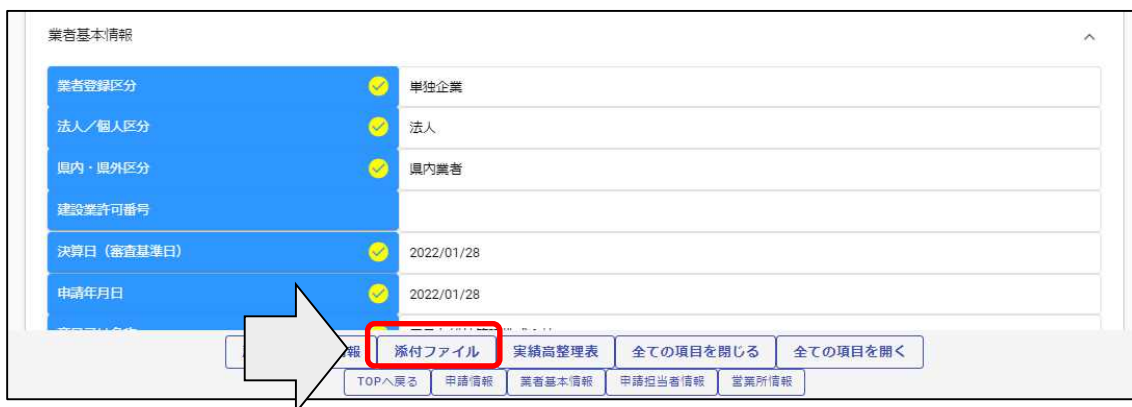 業者基本情報
業者登録区分 単独企業
法人/個人区分 法人
県内・県外区分 県内業者
建設業許可番号
決算日(審査基準日) 2022/01/28
申請年月日 2022/01/28
報 添付ファイル 実績高整理表 全ての項目を閉じる 全ての項目を開く
TOPへ戻る 申請情報 業者基本情報 申請担当者情報 営業所情報